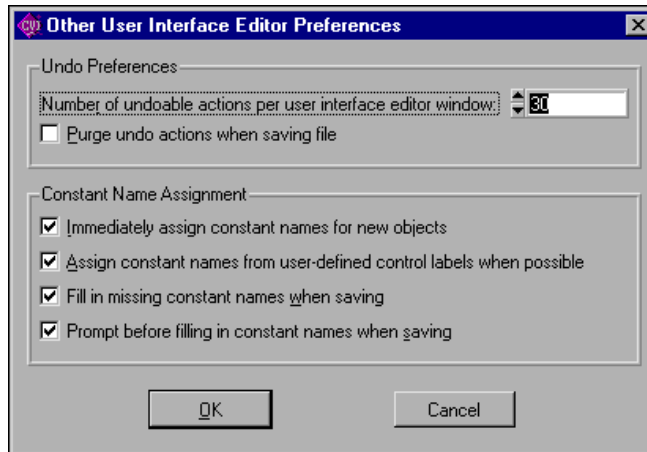 CVI Other User Interface Editor Preferences
Undo Preferences
Number of undoable actions per user interface editor window: 30
Purge undo actions when saving file
Constant Name Assignment
Immediately assign constant names for new objects
Assign constant names from user-defined control labels when possible
Fill in missing constant names when saving
Prompt before filling in constant names when saving
OK Cancel